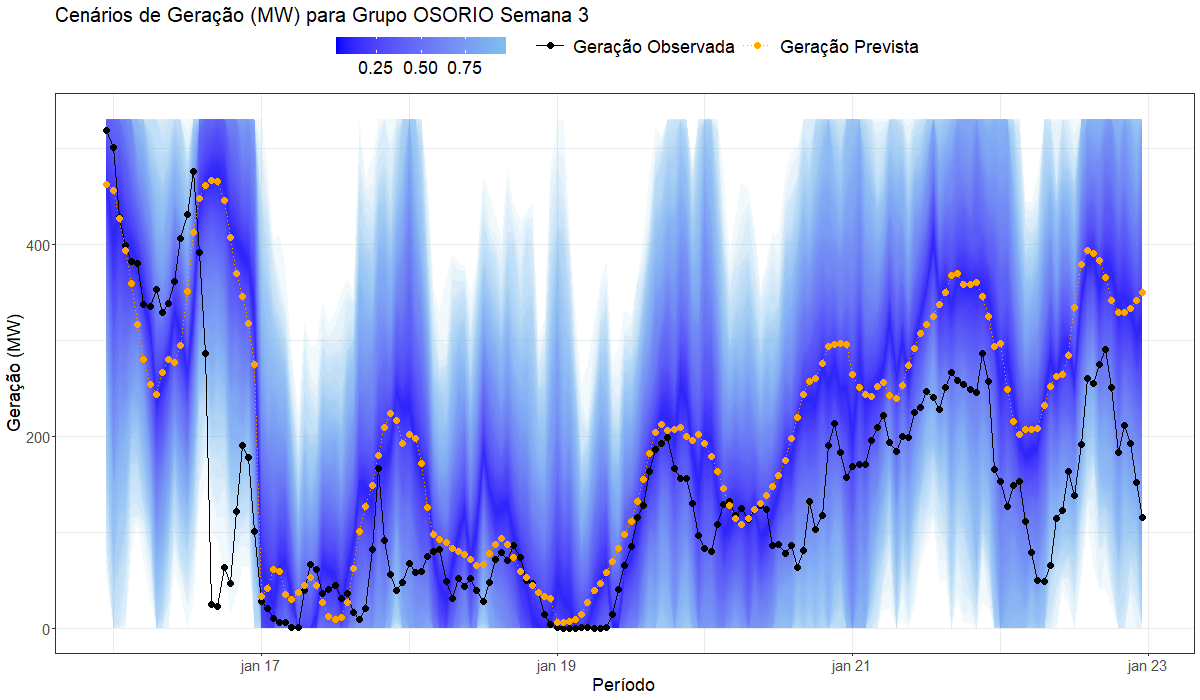 Cenários de Geração (MW) para Grupo OSORIO Semana 3
0.25 0.50 0.75
Geração Observada
Geração Prevista
Geração (MW)
400
200
0
jan 17
jan 19
jan 21
jan 23
Período